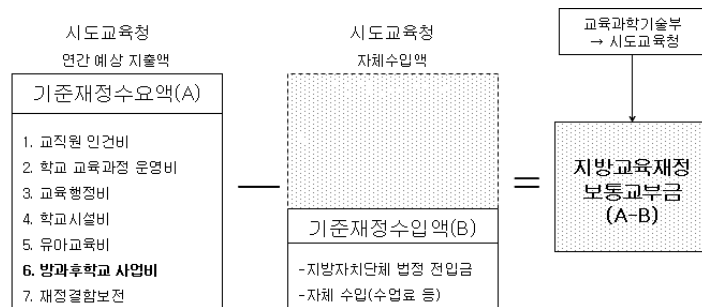 시도교육청
연간 예상 지출액
기준재정수요액(A)
1. 교직원 인건비
2. 학교 교육과정 운영비
3. 교육행정비
4. 학교시설비
5. 유아교육비
6. 방과후학교 사업비
7. 재정결함보전
—
시도교육청
자체수입액
기준재정수입액(B)
-지방자치단체 법정 전입금
-자체 수입(수업료 등)
=
교육과학기술부
→ 시도교육청
지방교육재정
보통교부금
(A-B)